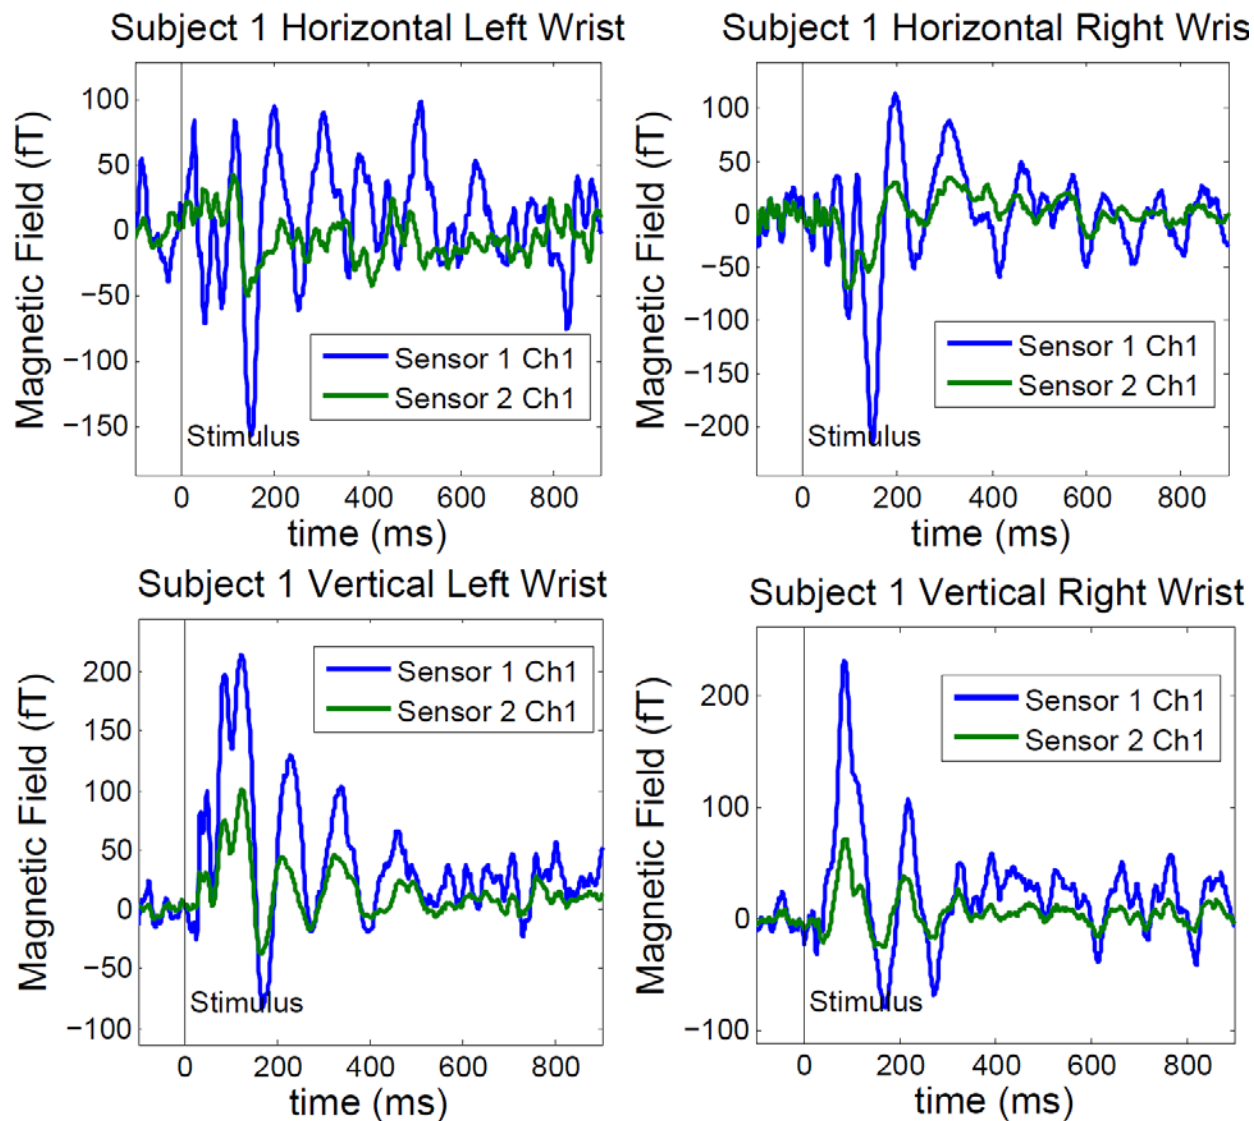 Subject 1 Horizontal Left Wrist
Magnetic Field (fT)
100
50
0
−50
−100
−150
Sensor 1 Ch1
Sensor 2 Ch1
Stimulus
0 200 400 600 800
time (ms)
Subject 1 Horizontal Right Wris
Magnetic Field (fT)
100
50
0
−50
−100
−150
−200
Sensor 1 Ch1
Sensor 2 Ch1
Stimulus
0 200 400 600 800
time (ms)
Subject 1 Vertical Left Wrist
Magnetic Field (fT)
200
150
100
50
0
−50
−100
Sensor 1 Ch1
Sensor 2 Ch1
Stimulus
0 200 400 600 800
time (ms)
Subject 1 Vertical Right Wrist
Magnetic Field (fT)
200
100
0
−100
Sensor 1 Ch1
Sensor 2 Ch1
Stimulus
0 200 400 600 800
time (ms)